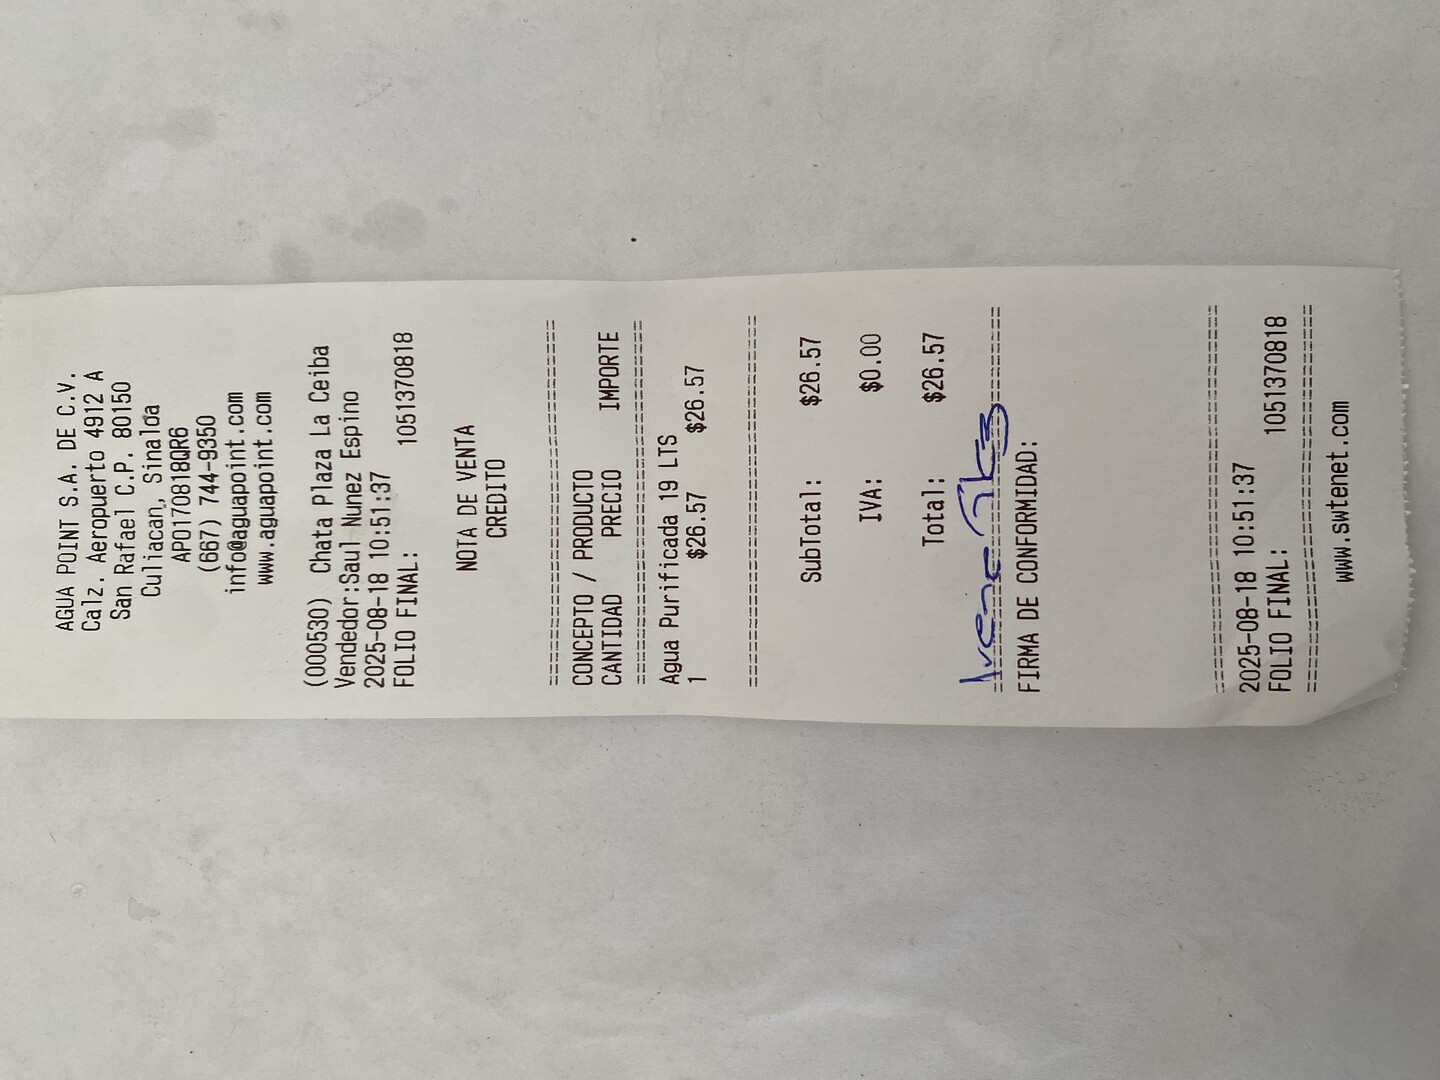 AGUA POINT S.A. DE C.V.
Calz. Aeropuerto 4912 A
San Rafael C.P. 80150
Culiacan, Sinaloa
APO170818QR6
(667) 744-9350
info@aguapoint.com
www.aguapoint.com
(000530) Chata Plaza La Ceiba
Vendedor:Saul Nunez Espino
2025-08-18 10:51:37
FOLIO FINAL: 1051370818
NOTA DE VENTA
CREDITO
==============================
CONCEPTO / PRODUCTO
CANTIDAD PRECIO IMPORTE
==============================
Agua Purificada 19 LTS
1 $26.57 $26.57
==============================
SubTotal: $26.57
IVA: $0.00
Total: $26.57
==============================
FIRMA DE CONFORMIDAD:
==============================
2025-08-18 10:51:37
FOLIO FINAL: 1051370818
==============================
www.swtenet.com